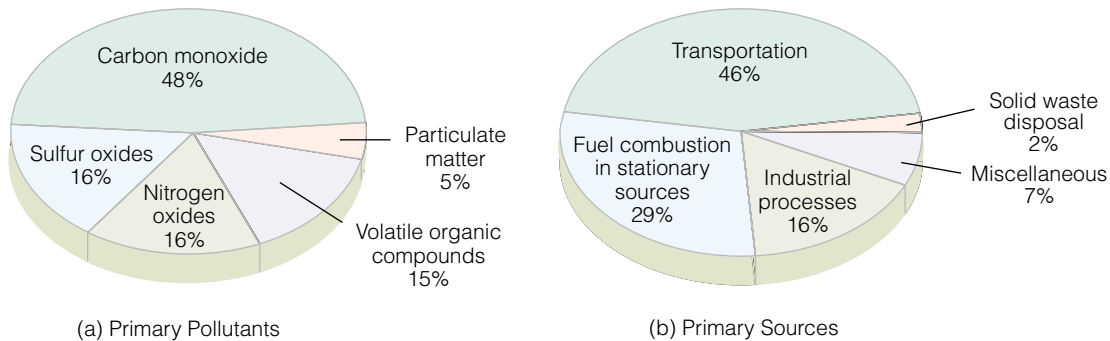 Carbon monoxide
48%
Particulate
matter
5%
Volatile organic
compounds
15%
Nitrogen
oxides
16%
Sulfur oxides
16%
(a) Primary Pollutants
Transportation
46%
Solid waste
disposal
2%
Miscellaneous
7%
Industrial
processes
16%
Fuel combustion
in stationary
sources
29%
(b) Primary Sources